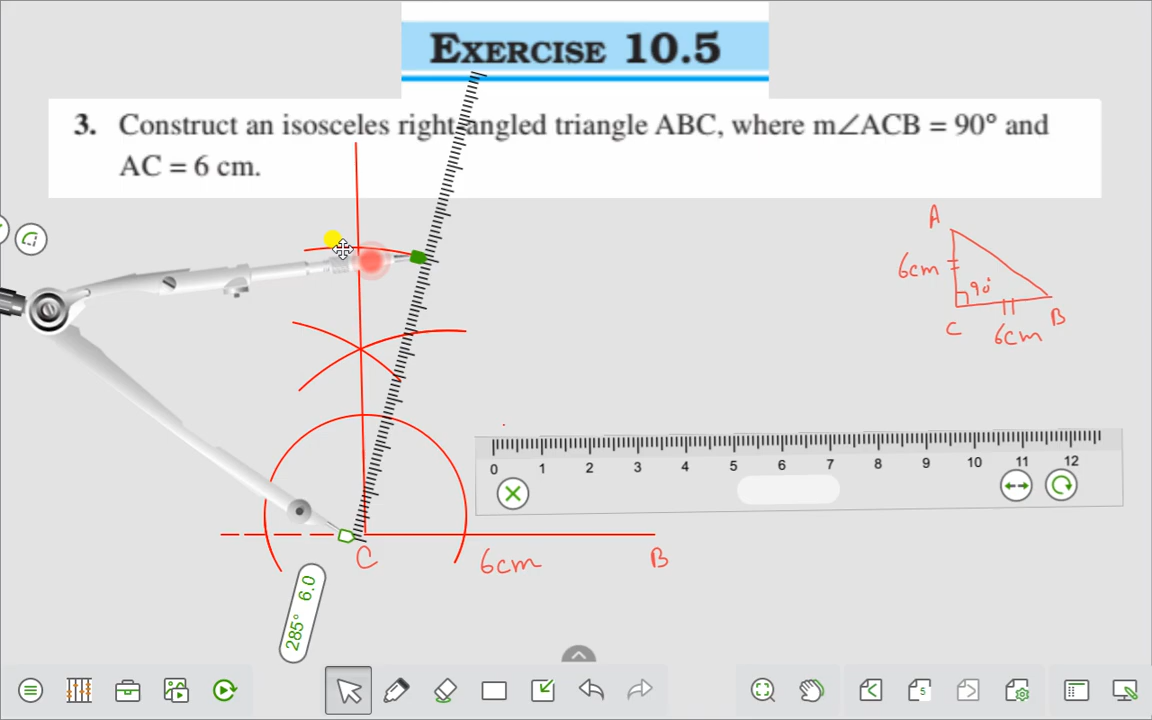 EXERCISE 10.5
3. Construct an isosceles right angled triangle ABC, where m∠ACB = 90° and
AC = 6 cm.
A
6cm
90°
C
B
6cm
0 1 2 3 4 5 6 7 8 9 10 11 12
C
6cm
B
285° 6.0
5